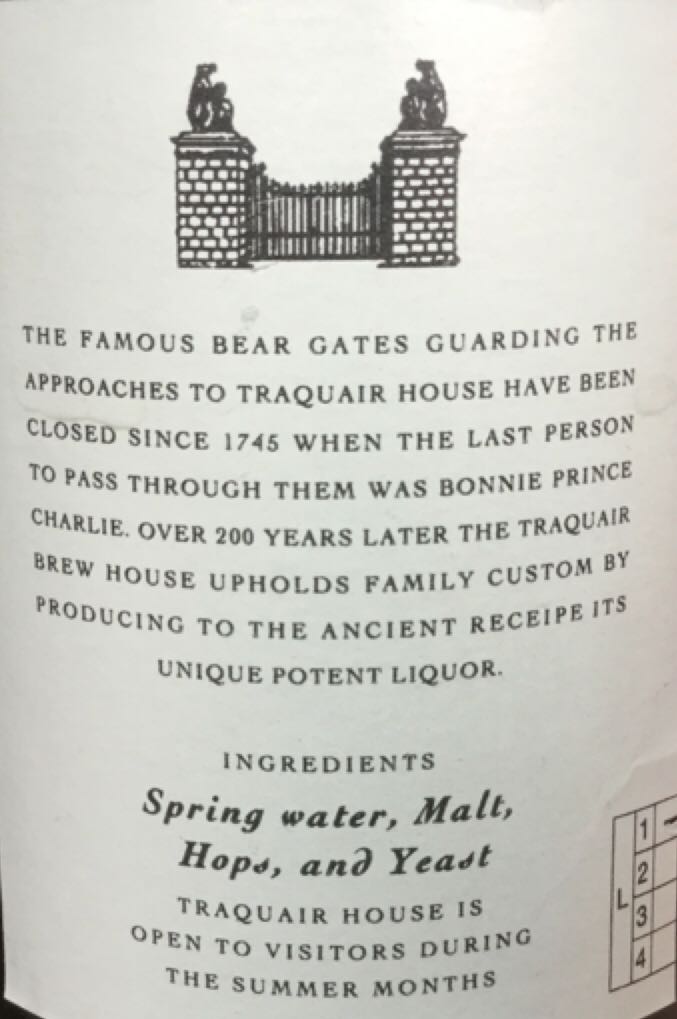 THE FAMOUS BEAR GATES GUARDING THE
APPROACHES TO TRAQUAIR HOUSE HAVE BEEN
CLOSED SINCE 1745 WHEN THE LAST PERSON
TO PASS THROUGH THEM WAS BONNIE PRINCE
CHARLIE. OVER 200 YEARS LATER THE TRAQUAIR
BREW HOUSE UPHOLDS FAMILY CUSTOM BY
PRODUCING TO THE ANCIENT RECEIPE ITS
UNIQUE POTENT LIQUOR.
INGREDIENTS
Spring water, Malt,
Hops, and Yeast
TRAQUAIR HOUSE IS
OPEN TO VISITORS DURING
THE SUMMER MONTHS
L
1
2
3
4